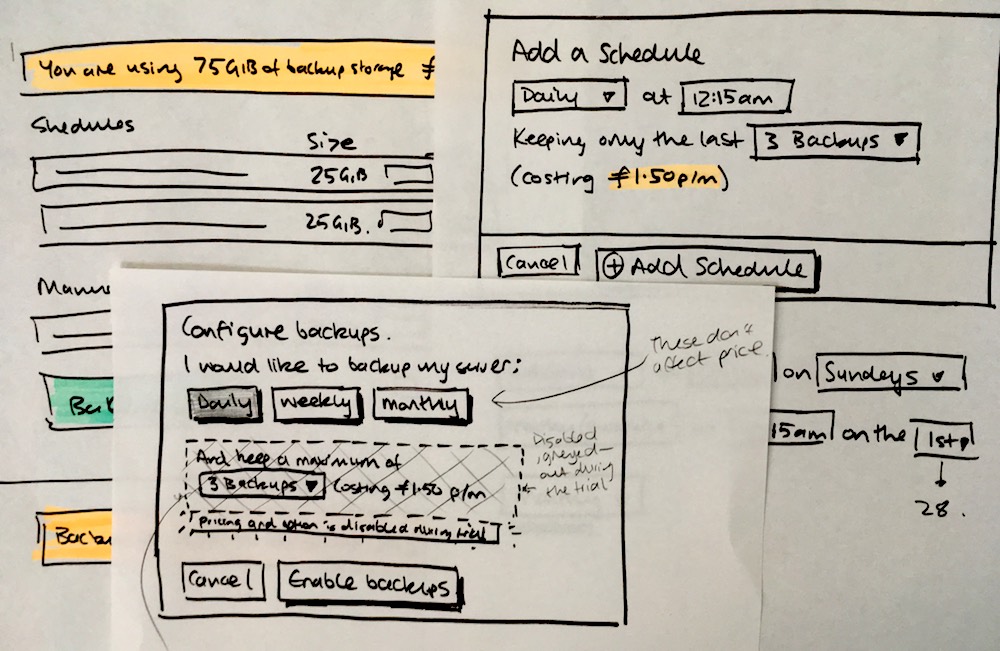 You are using 75GiB of backup storage £
Shedules
Size
25GiB
25GiB.
Add a Schedule
Daily ▼ at 12:15am
Keeping only the last 3 Backups ▼
(costing £1.50p/m)
Cancel
⊕ Add Schedule
on Sundays ▼
15am on the 1st
28.
Configure backups.
I would like to backup my server:
Daily weekly monthly
These don't
affect price.
And keep a maximum of
3 Backups ▼ Costing £1.50 p/m
Pricing and option is disabled during trial
Disabled
greyed-
out during
the trial
Cancel
Enable backups